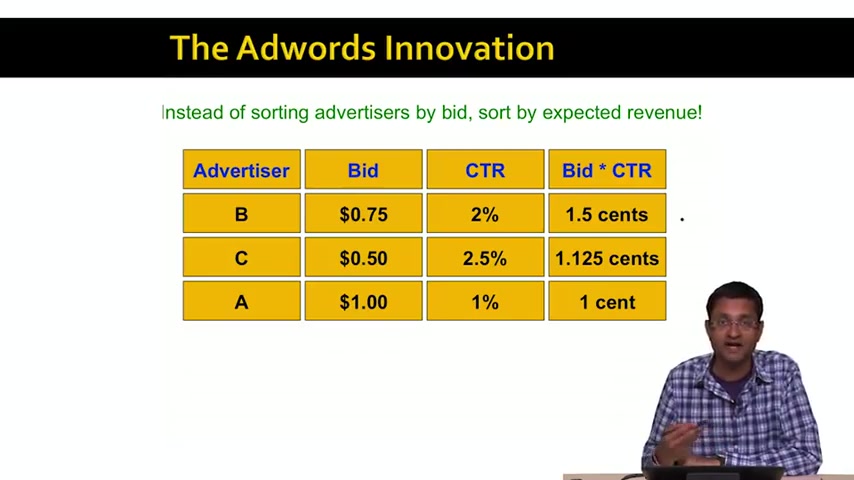 The Adwords Innovation
Instead of sorting advertisers by bid, sort by expected revenue!
Advertiser Bid CTR Bid * CTR
B $0.75 2% 1.5 cents
C $0.50 2.5% 1.125 cents
A $1.00 1% 1 cent